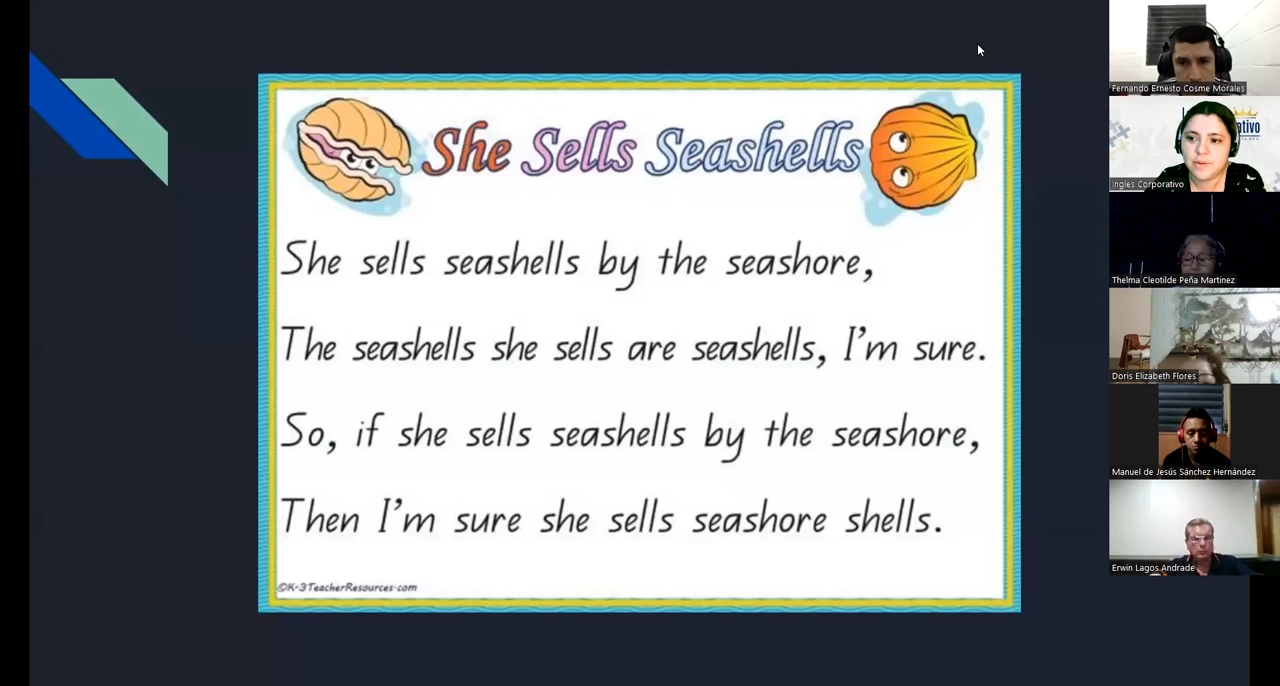 She Sells Seashells
She sells seashells by the seashore,
The seashells she sells are seashells, I'm sure.
So, if she sells seashells by the seashore,
Then I'm sure she sells seashore shells.
©K-3TeacherResources.com
Fernando Ernesto Cosme Morales
Ingles Corporativo
Thelma Cleotilde Peña Martinez
Doris Elizabeth Flores
Manuel de Jesús Sánchez Hernández
Erwin Lagos Andrade